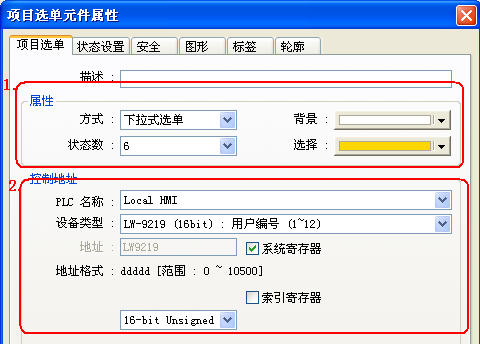 项目选单元件属性
项目选单 状态设置 安全 图形 标签 轮廓
描述 :
1.
属性
方式 : 下拉式选单 背景 :
状态数 : 6 选择 :
2.
控制地址
PLC 名称 : Local HMI
设备类型 : LW-9219 (16bit) : 用户编号 (1~12)
地址 : LW9219 系统寄存器
地址格式 : ddddd [范围 : 0 ~ 10500]
索引寄存器
16-bit Unsigned